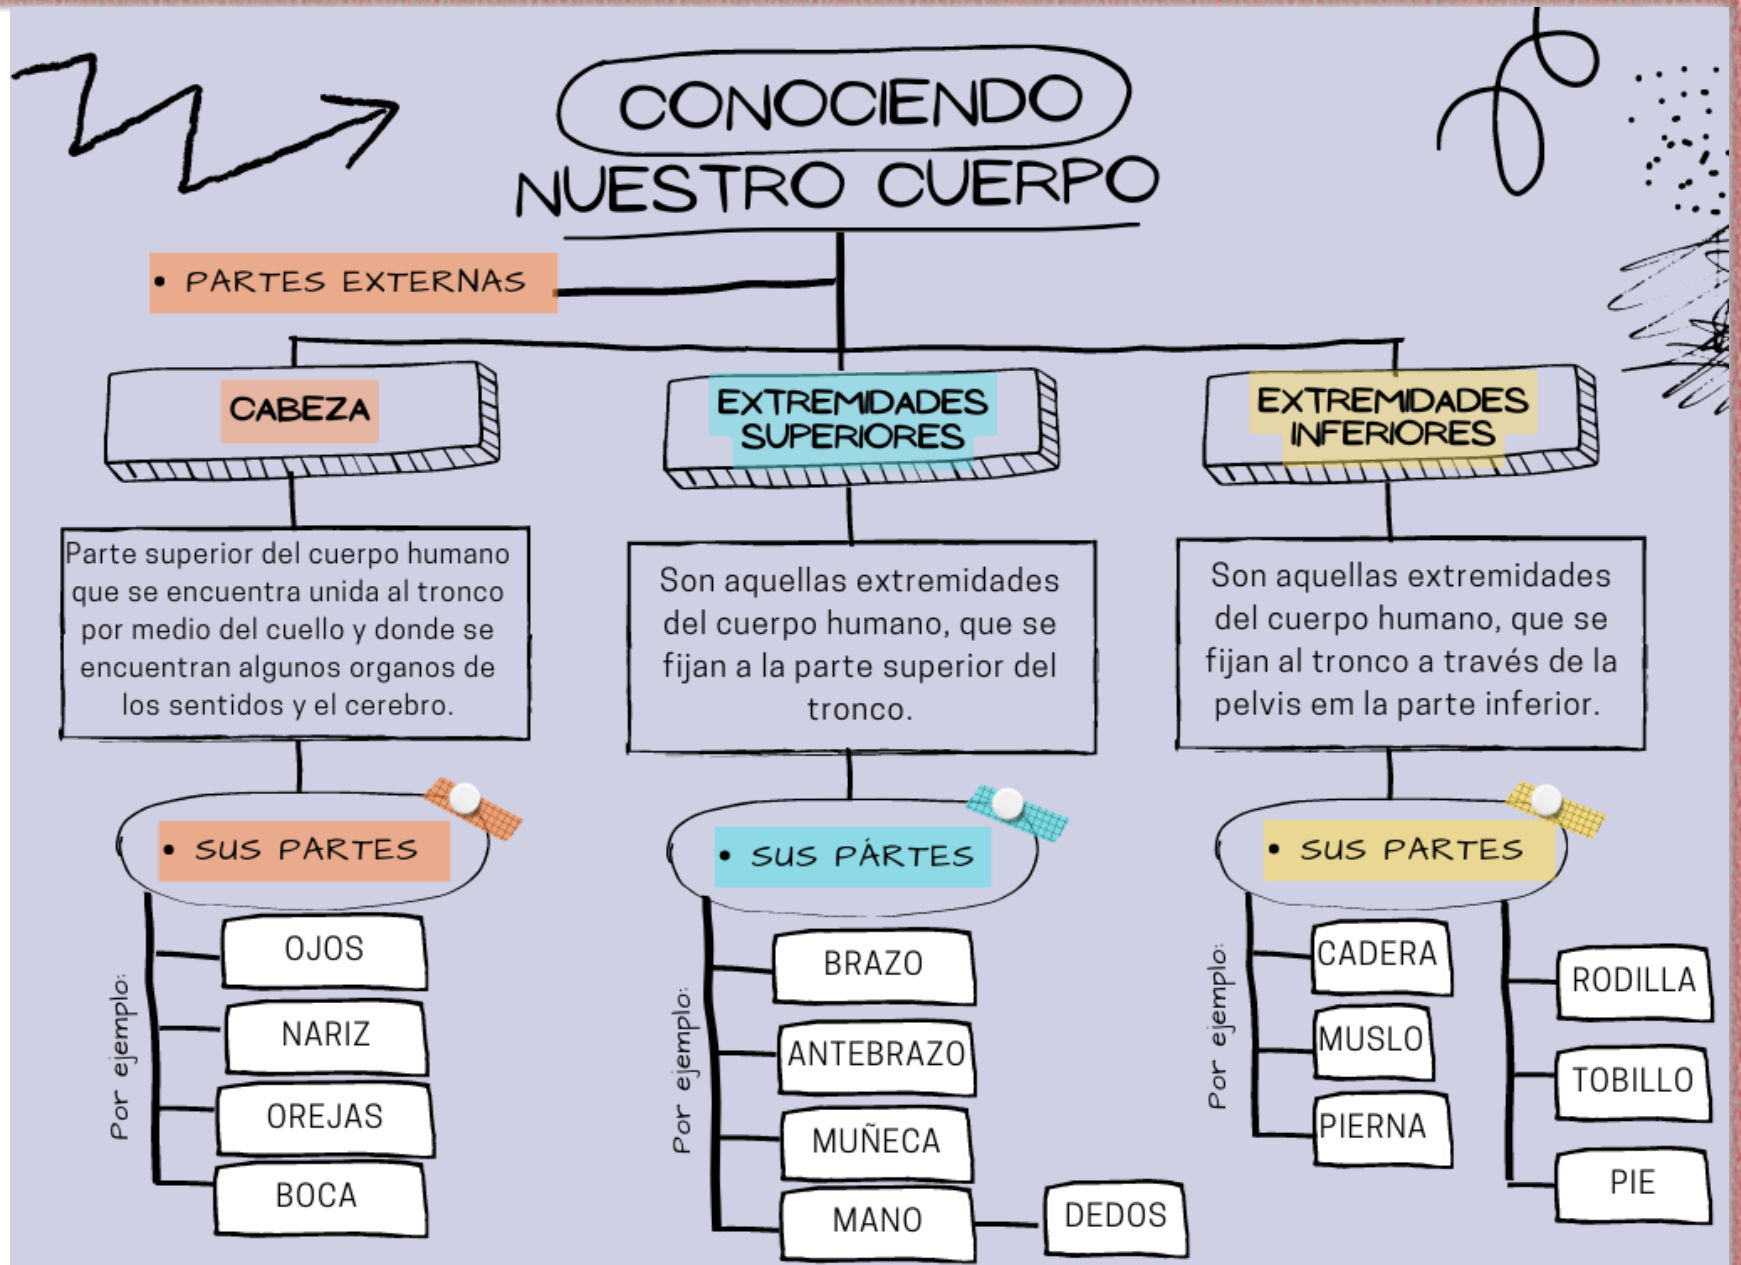 CONOCIENDO
NUESTRO CUERPO
• PARTES EXTERNAS
CABEZA
Parte superior del cuerpo humano
que se encuentra unida al tronco
por medio del cuello y donde se
encuentran algunos organos de
los sentidos y el cerebro.
• SUS PARTES
Por ejemplo:
OJOS
NARIZ
OREJAS
BOCA
EXTREMIDADES
SUPERIORES
Son aquellas extremidades
del cuerpo humano, que se
fijan a la parte superior del
tronco.
• SUS PÁRTES
Por ejemplo:
BRAZO
ANTEBRAZO
MUÑECA
MANO
DEDOS
EXTREMIDADES
INFERIORES
Son aquellas extremidades
del cuerpo humano, que se
fijan al tronco a través de la
pelvis em la parte inferior.
• SUS PARTES
Por ejemplo:
CADERA
MUSLO
PIERNA
RODILLA
TOBILLO
PIE